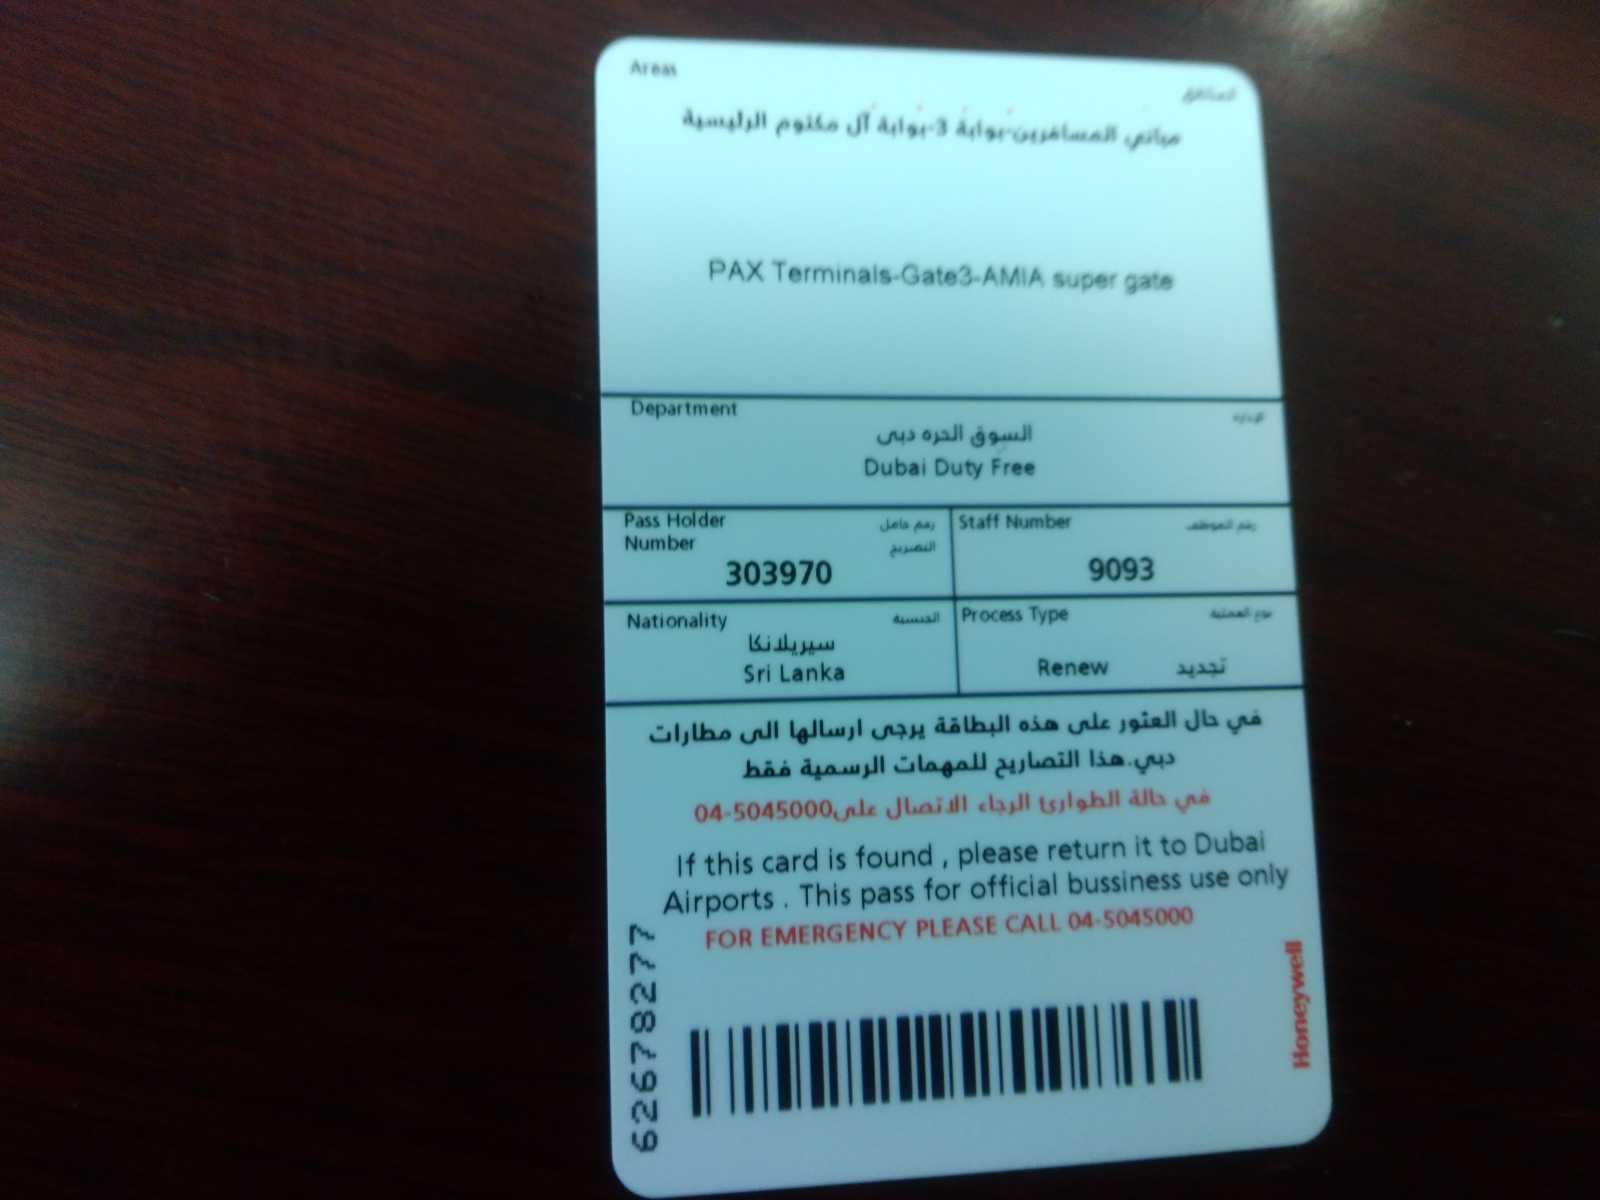 Areas
المناطق
مباني المسافرين-بوابة 3-بوابة آل مكتوم الرئيسية
PAX Terminals-Gate3-AMIA super gate
Department
السوق الحره دبي
Dubai Duty Free
Pass Holder رقم حامل
Number التصريح
303970
Staff Number رقم الموظف
9093
Nationality الجنسية
سيريلانكا
Sri Lanka
Process Type نوع العملية
Renew تجديد
في حال العثور على هذه البطاقة يرجى ارسالها الى مطارات
دبي.هذا التصاريح للمهمات الرسمية فقط
في حالة الطوارئ الرجاء الاتصال على04-5045000
If this card is found , please return it to Dubai
Airports . This pass for official bussiness use only
FOR EMERGENCY PLEASE CALL 04-5045000
62678277
Honeywell